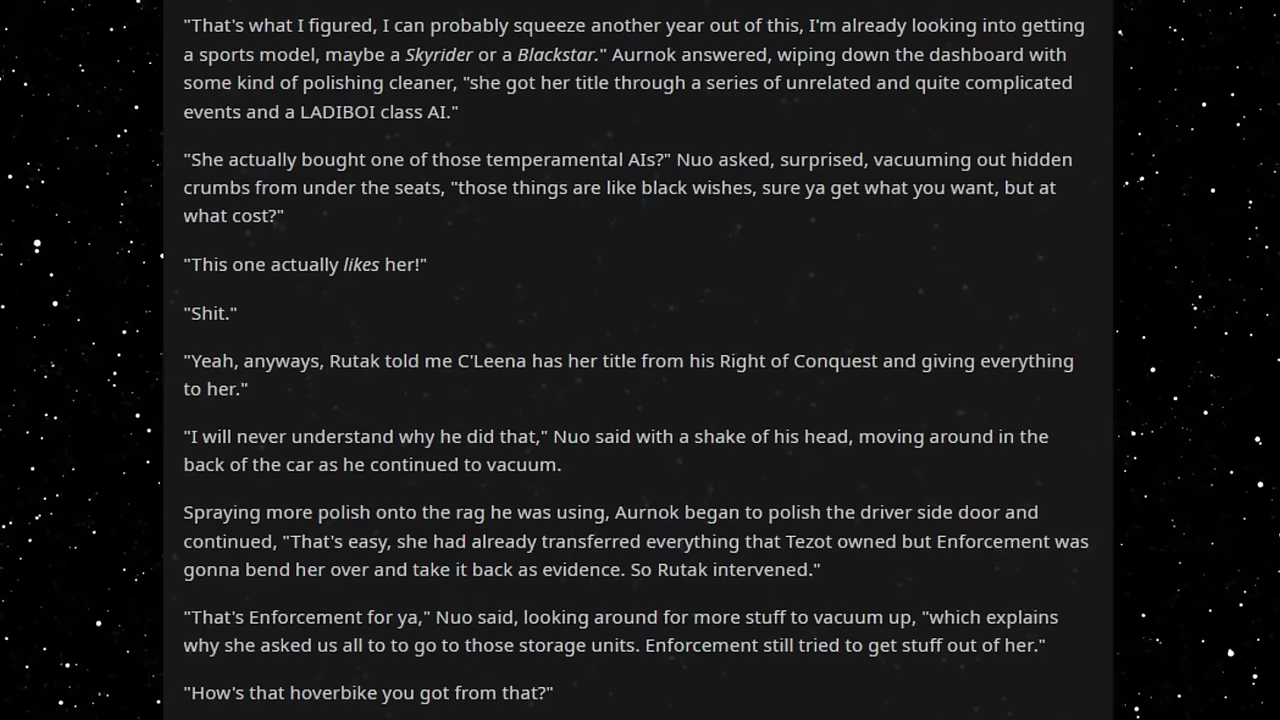 "That's what I figured, I can probably squeeze another year out of this, I'm already looking into getting
a sports model, maybe a Skyrider or a Blackstar." Aurnok answered, wiping down the dashboard with
some kind of polishing cleaner, "she got her title through a series of unrelated and quite complicated
events and a LADIBOI class AI."
"She actually bought one of those temperamental AIs?" Nuo asked, surprised, vacuuming out hidden
crumbs from under the seats, "those things are like black wishes, sure ya get what you want, but at
what cost?"
"This one actually likes her!"
"Shit."
"Yeah, anyways, Rutak told me C'Leena has her title from his Right of Conquest and giving everything
to her."
"I will never understand why he did that," Nuo said with a shake of his head, moving around in the
back of the car as he continued to vacuum.
Spraying more polish onto the rag he was using, Aurnok began to polish the driver side door and
continued, "That's easy, she had already transferred everything that Tezot owned but Enforcement was
gonna bend her over and take it back as evidence. So Rutak intervened."
"That's Enforcement for ya," Nuo said, looking around for more stuff to vacuum up, "which explains
why she asked us all to to go to those storage units. Enforcement still tried to get stuff out of her."
"How's that hoverbike you got from that?"